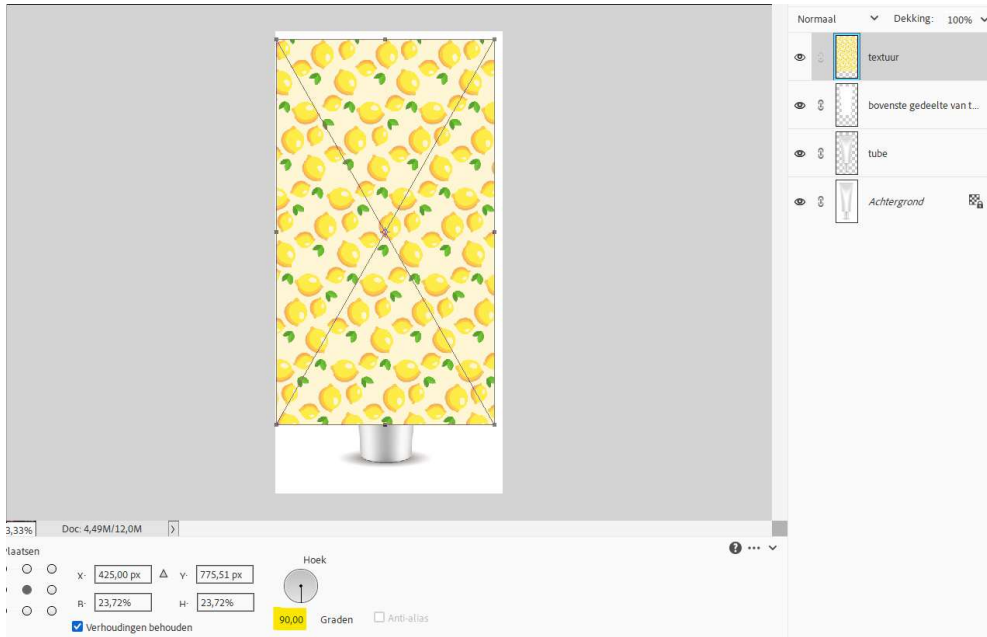 Normaal Dekking: 100%
textuur
bovenste gedeelte van t...
tube
Achtergrond
3,33% Doc: 4,49M/12,0M
laatsen
Hoek
X: 425,00 px Y: 775,51 px
B: 23,72% H: 23,72%
90,00 Graden Anti-alias
Verhoudingen behouden